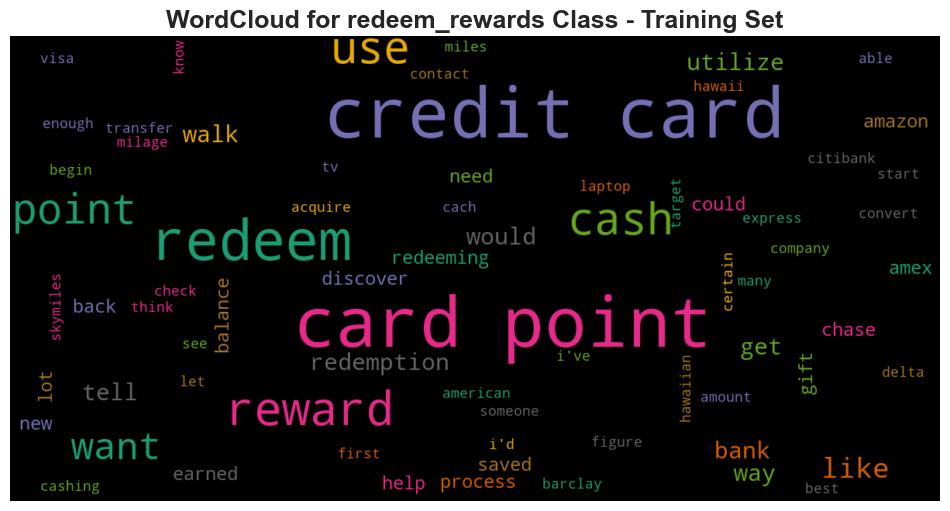 WordCloud for redeem_rewards Class - Training Set
use
miles
visa
know
contact
utilize
able
hawaii
credit card
enough
transfer
milage
walk
amazon
begin
tv
need
laptop
citibank
start
point
acquire
cach
cash
target
could
express
convert
redeem
would
redeeming
company
discover
certain
many
amex
skymiles
back
check
think
balance
card point
chase
see
redemption
i've
get
gift
delta
lot
tell
let
american
someone
hawaiian
amount
reward
new
want
first
i'd
figure
bank
saved
earned
way
like
cashing
help
process
barclay
best